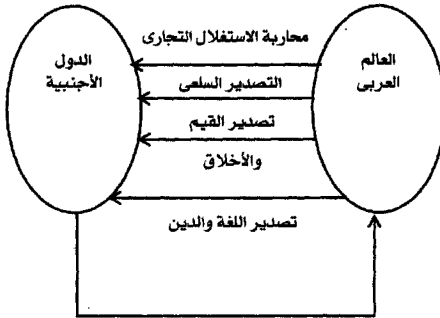 محاربة الاستغلال التجارى
العالم
العربى
الدول
الأجنبية
التصدير السلعى
تصدير القيم
والأخلاق
تصدير اللغة والدين